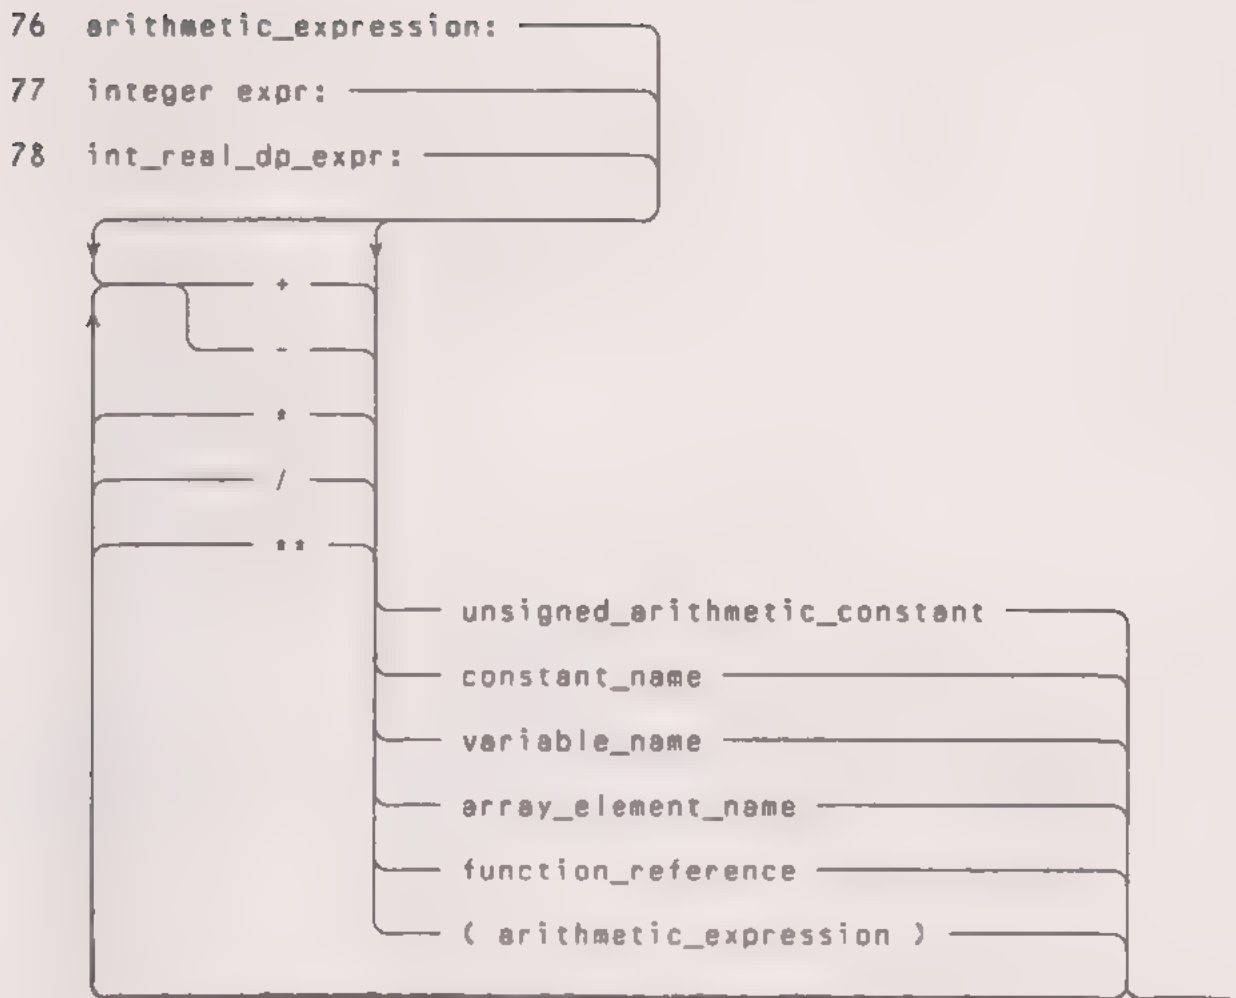 76 arithmetic_expression:
77 integer expr:
78 int_real_dp_expr:
+
-
*
/
**
unsigned_arithmetic_constant
constant_name
variable_name
array_element_name
function_reference
( arithmetic_expression )